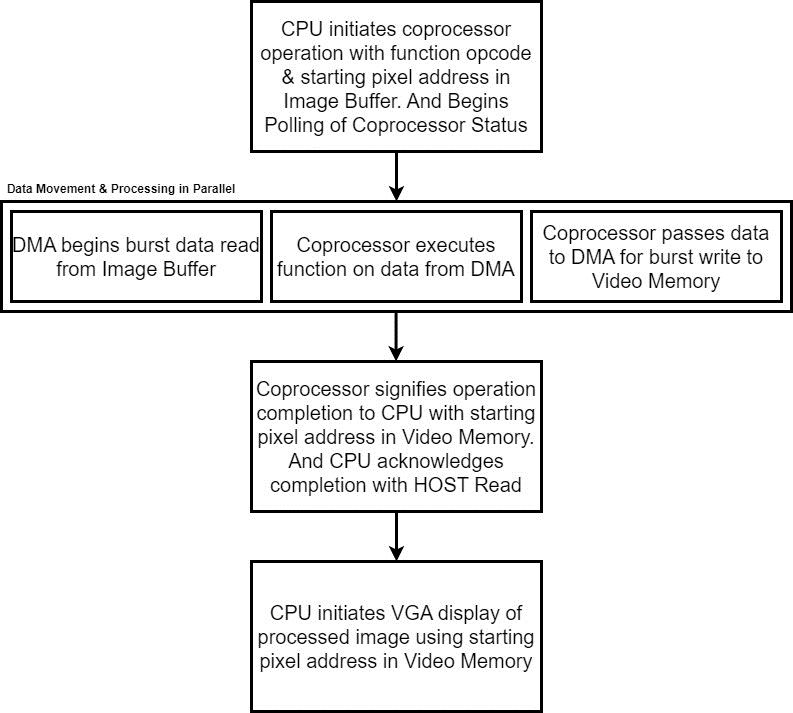 CPU initiates coprocessor
operation with function opcode
& starting pixel address in
Image Buffer. And Begins
Polling of Coprocessor Status
Data Movement & Processing in Parallel
DMA begins burst data read
from Image Buffer
Coprocessor executes
function on data from DMA
Coprocessor passes data
to DMA for burst write to
Video Memory
Coprocessor signifies operation
completion to CPU with starting
pixel address in Video Memory.
And CPU acknowledges
completion with HOST Read
CPU initiates VGA display of
processed image using starting
pixel address in Video Memory